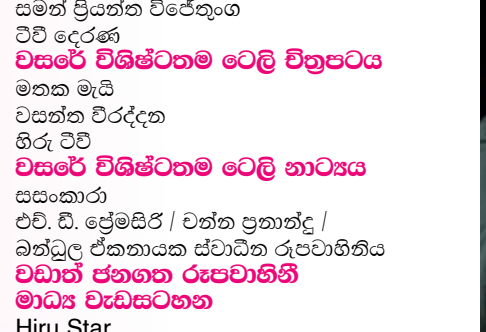 සමන් ප්‍රියන්ත විජේතුංග
ටීවී දෙරණ
වසරේ විශිෂ්ටතම ටෙලි චිත්‍රපටය
මතක මැයි
වසන්ත වීරද්දන
හිරු ටීවී
වසරේ විශිෂ්ටතම ටෙලි නාට්‍යය
සසංකාරා
එච්. ඩී. ප්‍රේමසිරි / චන්න ප්‍රනාන්දු /
බන්ධුල ඒකනායක ස්වාධීන රූපවාහිනිය
වඩාත් ජනගත රූපවාහිනී
මාධ්‍ය වැඩසටහන
Hiru Star